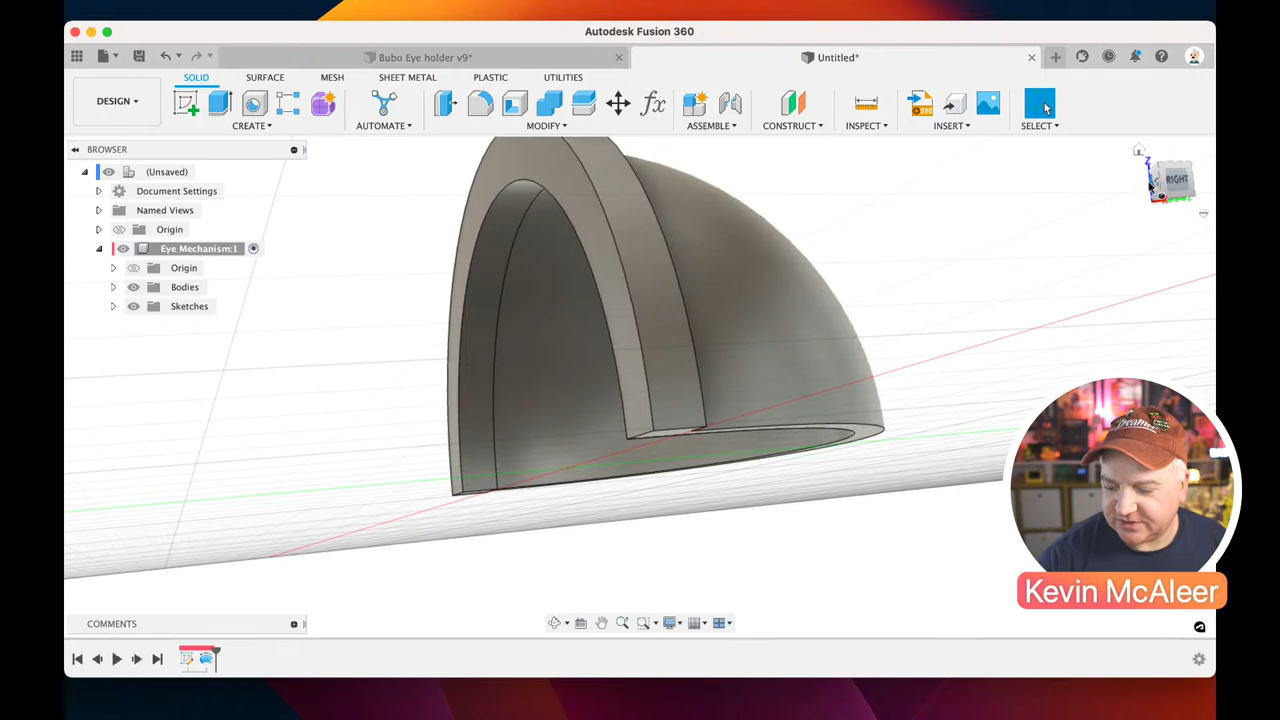 Autodesk Fusion 360
Bubo Eye holder v9*
Untitled*
DESIGN
SOLID
SURFACE
MESH
SHEET METAL
PLASTIC
UTILITIES
CREATE
AUTOMATE
fx
MODIFY
ASSEMBLE
CONSTRUCT
INSPECT
INSERT
SELECT
BROWSER
(Unsaved)
Document Settings
Named Views
Origin
Eye Mechanism:1
Origin
Bodies
Sketches
Z
RIGHT
Kevin McAleer
COMMENTS